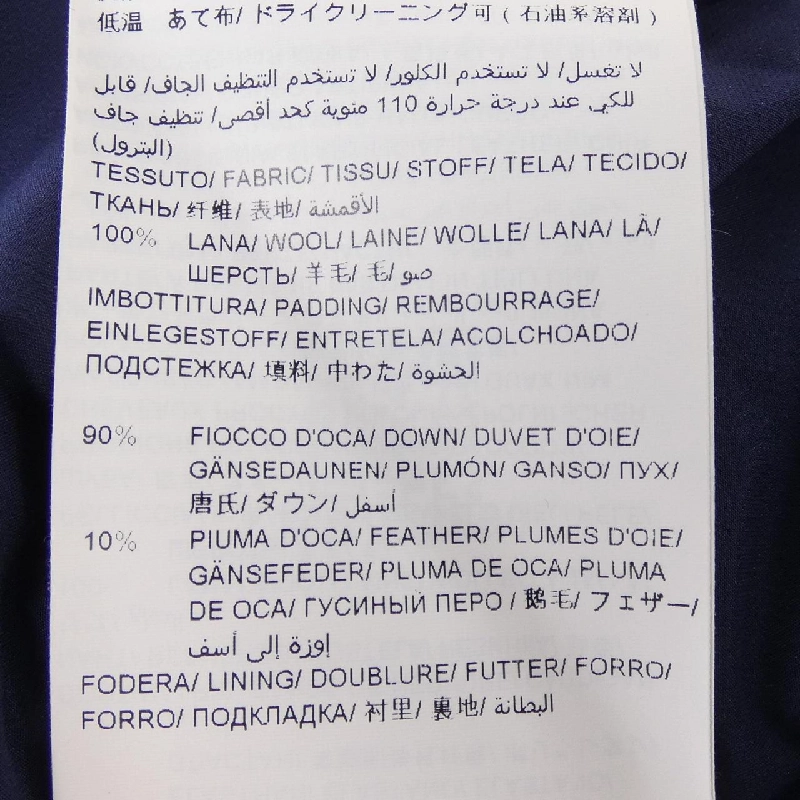 低温 あて布/ ドライクリーニング可 ( 石油系溶剤 )
لا تغسل/ لا تستخدم الكلور/ لا تستخدم التنظيف الجاف/ قابل
للكي عند درجة حرارة 110 مئوية كحد أقصى/ تنظيف جاف
(البترول)
TESSUTO/ FABRIC/ TISSU/ STOFF/ TELA/ TECIDO/
ТКАНЬ/ 纤维/ 表地/ الأقمشة
100% LANA/ WOOL/ LAINE/ WOLLE/ LANA/ LÀ/
ШЕРСТЬ/ 羊毛/ 毛/ صو
IMBOTTITURA/ PADDING/ REMBOURRAGE/
EINLEGESTOFF/ ENTRETELA/ ACOLCHOADO/
ПОДСТЕЖКА/ 填料/ 中わた/ الحشوة
90% FIOCCO D'OCA/ DOWN/ DUVET D'OIE/
GÄNSEDAUNEN/ PLUMÓN/ GANSO/ ПУХ/
唐氏/ ダウン/ أسفل
10% PIUMA D'OCA/ FEATHER/ PLUMES D'OIE/
GÄNSEFEDER/ PLUMA DE OCA/ PLUMA
DE OCA/ ГУСИНЫЙ ПЕРО / 鹅毛/ フェザー/
إوزة إلى أسف
FODERA/ LINING/ DOUBLURE/ FUTTER/ FORRO/
FORRO/ ПОДКЛАДКА/ 衬里/ 裏地/ البطانة